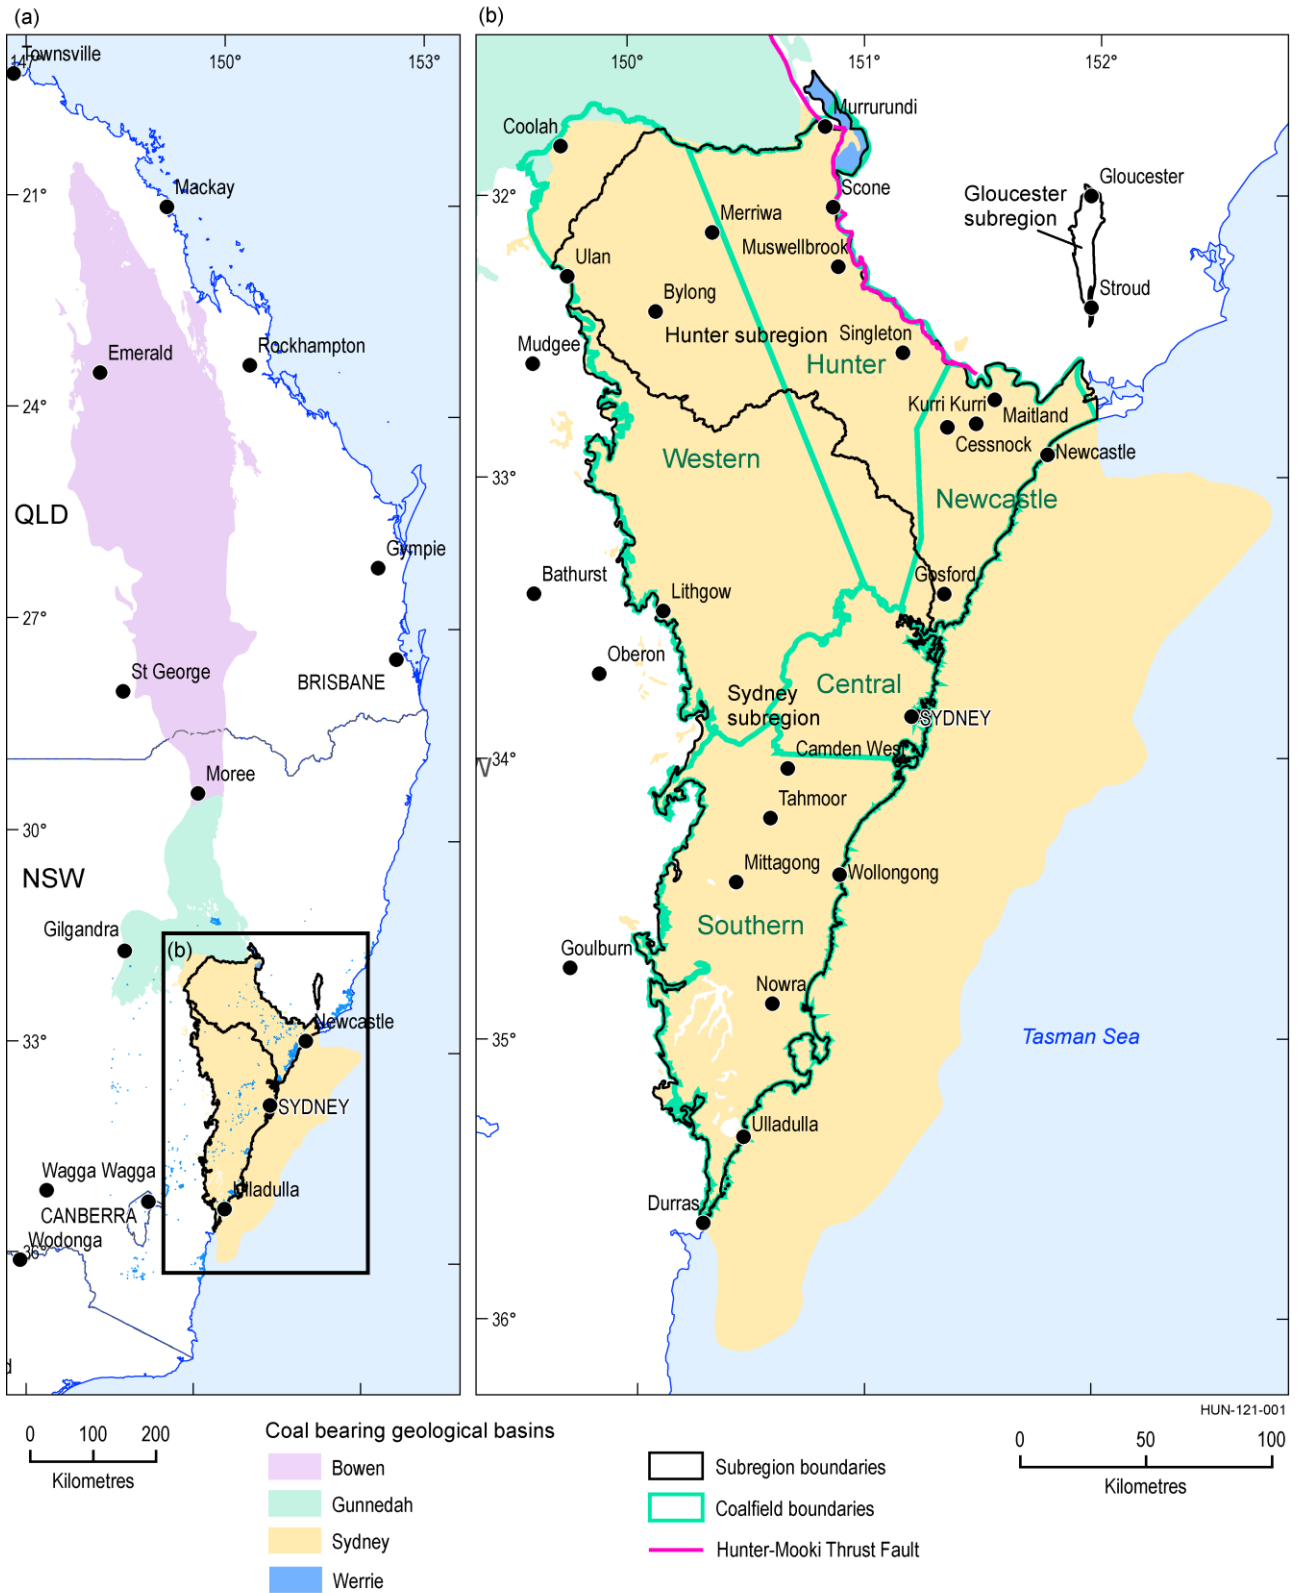 (a)
Townsville
150°
153°
Mackay
21°
Emerald
Rockhampton
24°
QLD
Gympie
27°
St George
BRISBANE
Moree
30°
NSW
Gilgandra
(b)
Newcastle
33°
SYDNEY
Wagga Wagga
Ulladulla
CANBERRA
Wodonga
36°
(b)
150°
151°
152°
Murrurundi
Coolah
Gloucester
32°
Scone
Gloucester
subregion
Merriwa
Muswellbrook
Ulan
Stroud
Bylong
Hunter subregion
Singleton
Mudgee
Hunter
Kurri Kurri
Maitland
Cessnock
Newcastle
Western
33°
Newcastle
Bathurst
Gosford
Lithgow
Oberon
Central
Sydney
subregion
SYDNEY
Camden West
34°
Tahmoor
Mittagong
Wollongong
Southern
Goulburn
Nowra
35°
Tasman Sea
Ulladulla
Durras
36°
HUN-121-001
0 100 200
Kilometres
Coal bearing geological basins
Bowen
Gunnedah
Sydney
Werrie
Subregion boundaries
Coalfield boundaries
Hunter-Mooki Thrust Fault
0 50 100
Kilometres